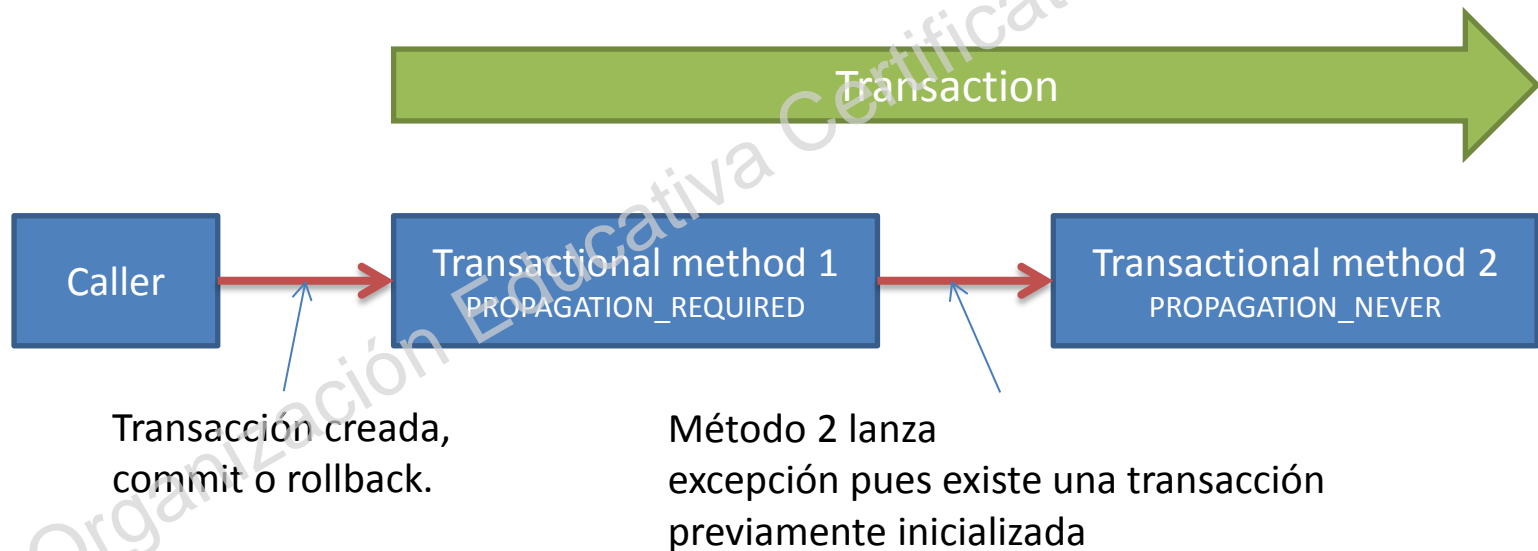 Transaction
Caller
Transactional method 1
PROPAGATION_REQUIRED
Transactional method 2
PROPAGATION_NEVER
Transacción creada,
commit o rollback.
Método 2 lanza
excepción pues existe una transacción
previamente inicializada
Organización Educativa